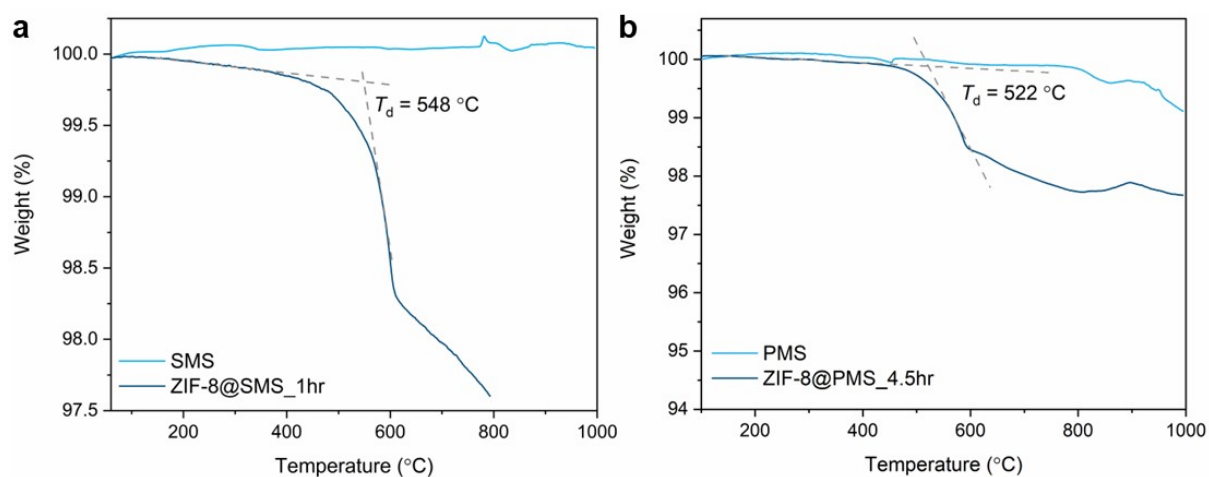 a
100.0
99.5
99.0
98.5
98.0
97.5
Weight (%)
Td = 548 °C
SMS
ZIF-8@SMS_1hr
200
400
600
800
1000
Temperature (°C)
b
100
99
98
97
96
95
94
Weight (%)
Td = 522 °C
PMS
ZIF-8@PMS_4.5hr
200
400
600
800
1000
Temperature (°C)